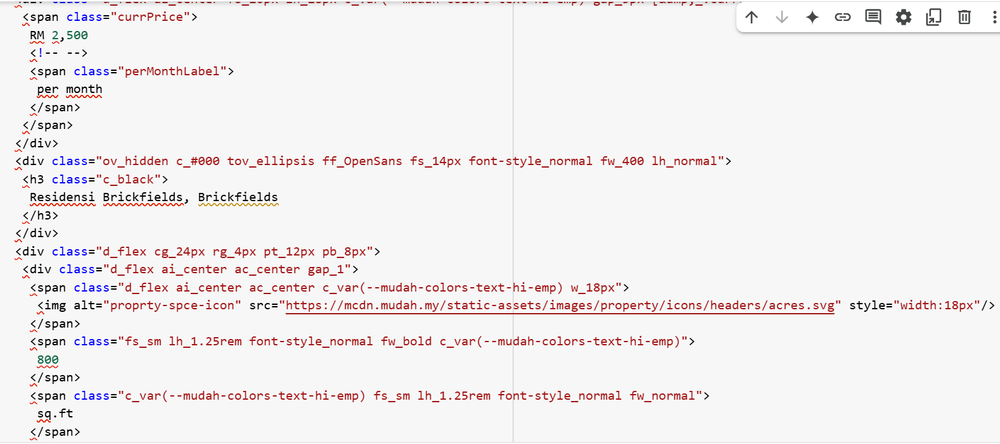 <span class="currPrice">
RM 2,500
<!-- -->
<span class="perMonthLabel">
per month
</span>
</span>
</div>
<div class="ov_hidden c_#000 tov_ellipsis ff_OpenSans fs_14px font-style_normal fw_400 lh_normal">
<h3 class="c_black">
Residensi Brickfields, Brickfields
</h3>
</div>
<div class="d_flex cg_24px rg_4px pt_12px pb_8px">
<div class="d_flex ai_center ac_center gap_1">
<span class="d_flex ai_center ac_center c_var(--mudah-colors-text-hi-emp) w_18px">
<img alt="proprty-spce-icon" src="https://mcdn.mudah.my/static-assets/images/property/icons/headers/acres.svg" style="width:18px"/>
</span>
<span class="fs_sm lh_1.25rem font-style_normal fw_bold c_var(--mudah-colors-text-hi-emp)">
800
</span>
<span class="c_var(--mudah-colors-text-hi-emp) fs_sm lh_1.25rem font-style_normal fw_normal">
sq.ft
</span>